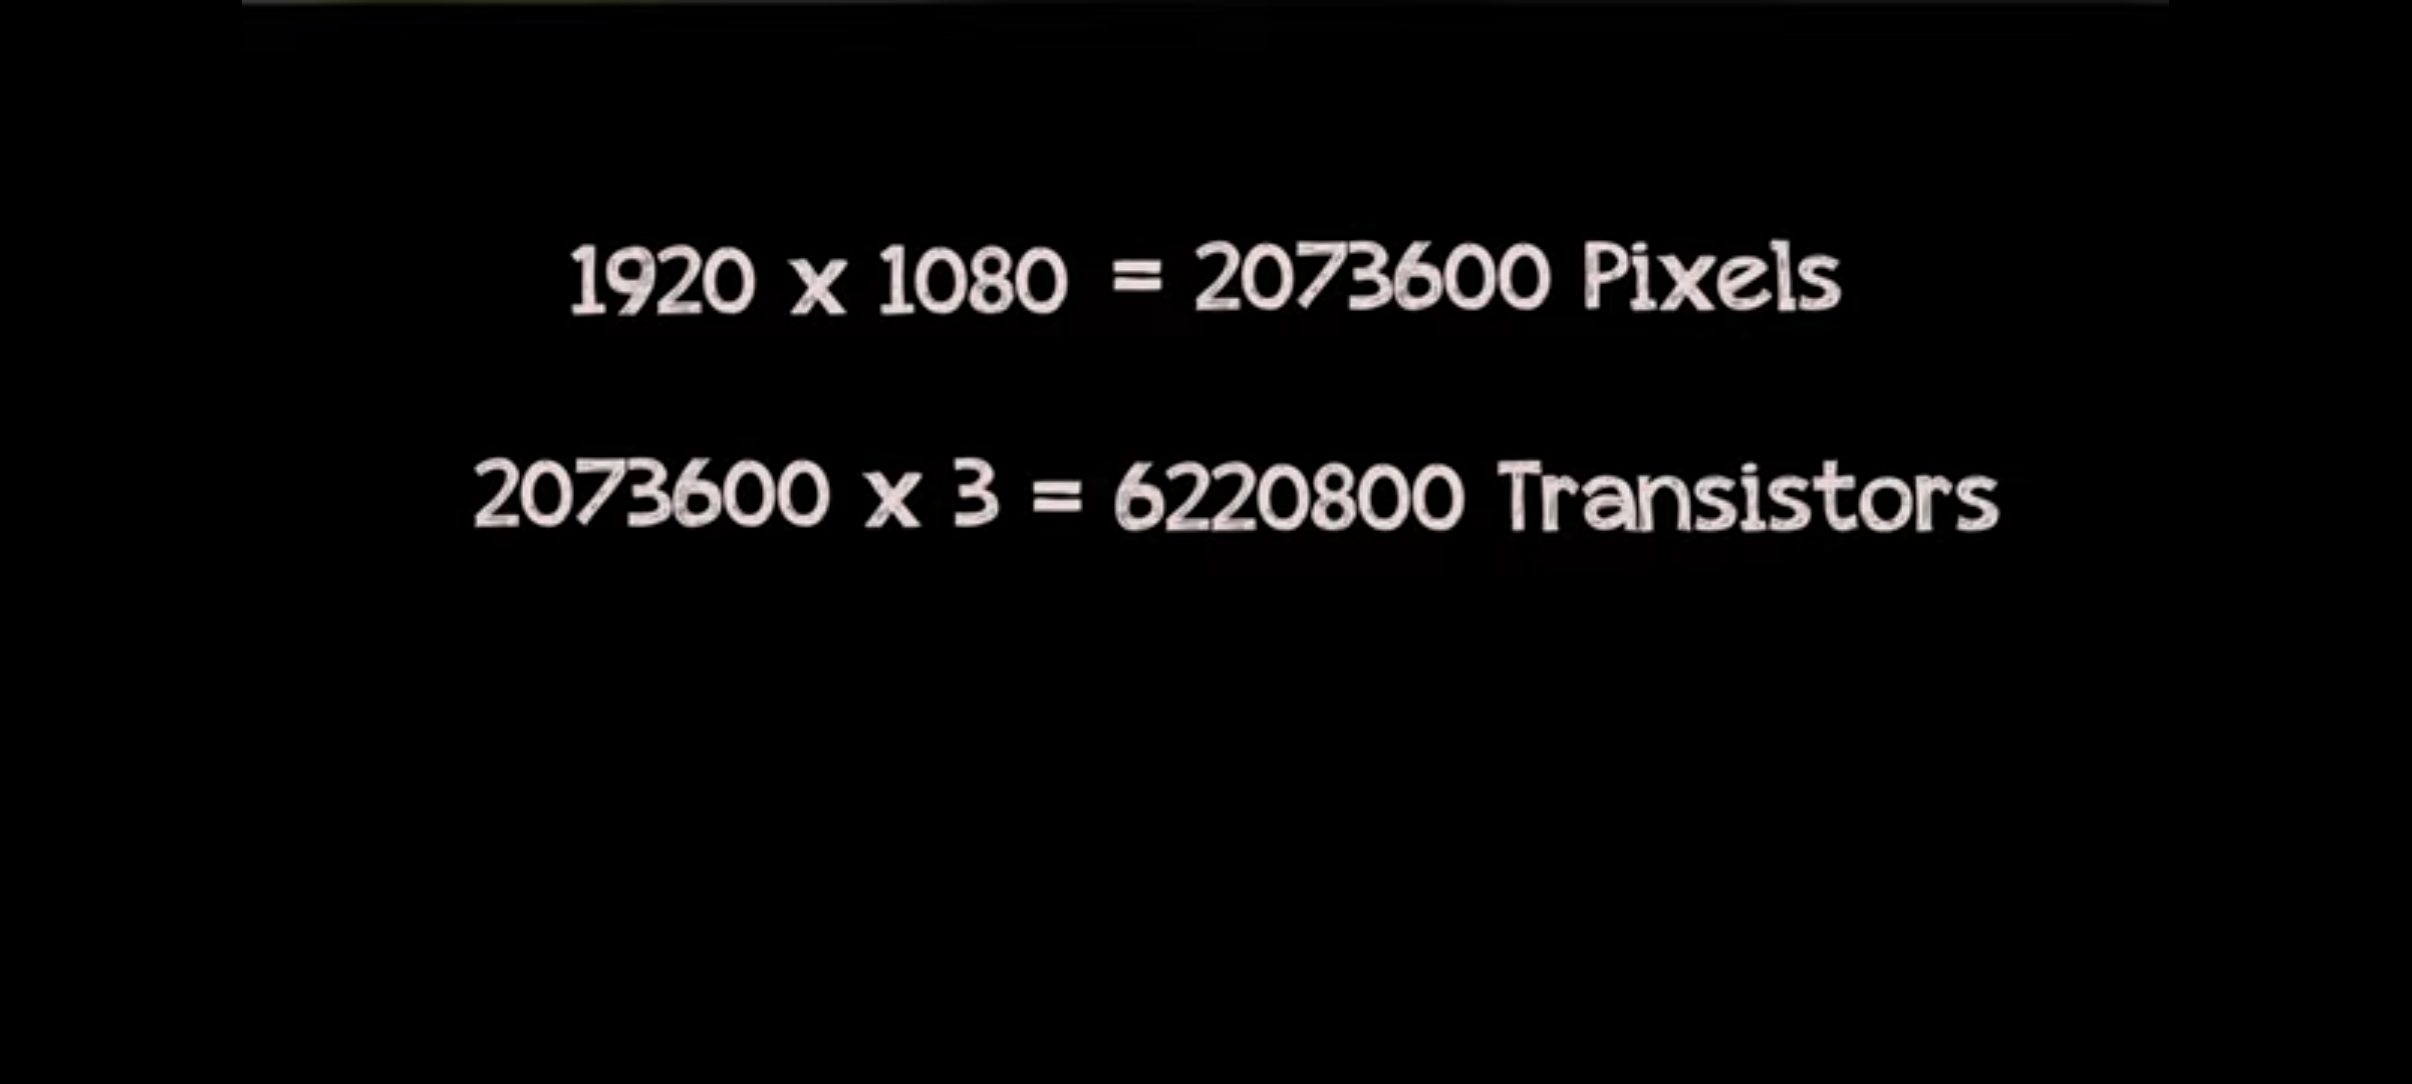 1920 x 1080 = 2073600 Pixels
2073600 x 3 = 6220800 Transistors